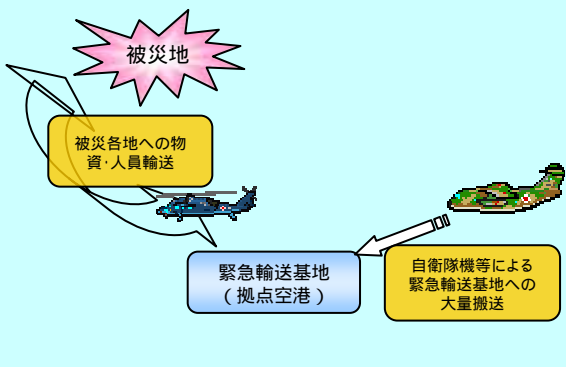 被災地
被災各地への物
資・人員輸送
緊急輸送基地
（拠点空港）
自衛隊機等による
緊急輸送基地への
大量搬送